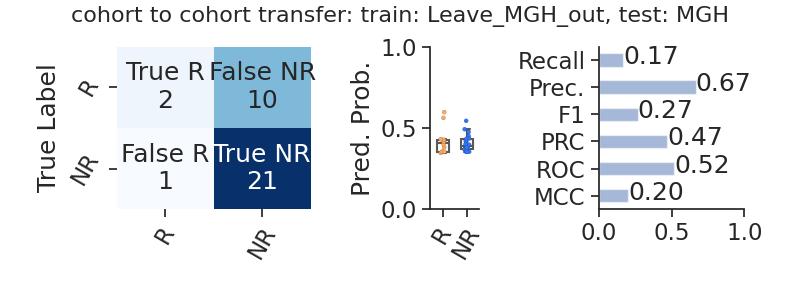 cohort to cohort transfer: train: Leave_MGH_out, test: MGH
True Label
R
NR
True R
2
False NR
10
False R
1
True NR
21
R
NR
Pred. Prob.
1.0
0.5
0.0
R
NR
Recall
0.17
Prec.
0.67
F1
0.27
PRC
0.47
ROC
0.52
MCC
0.20
0.0
0.5
1.0